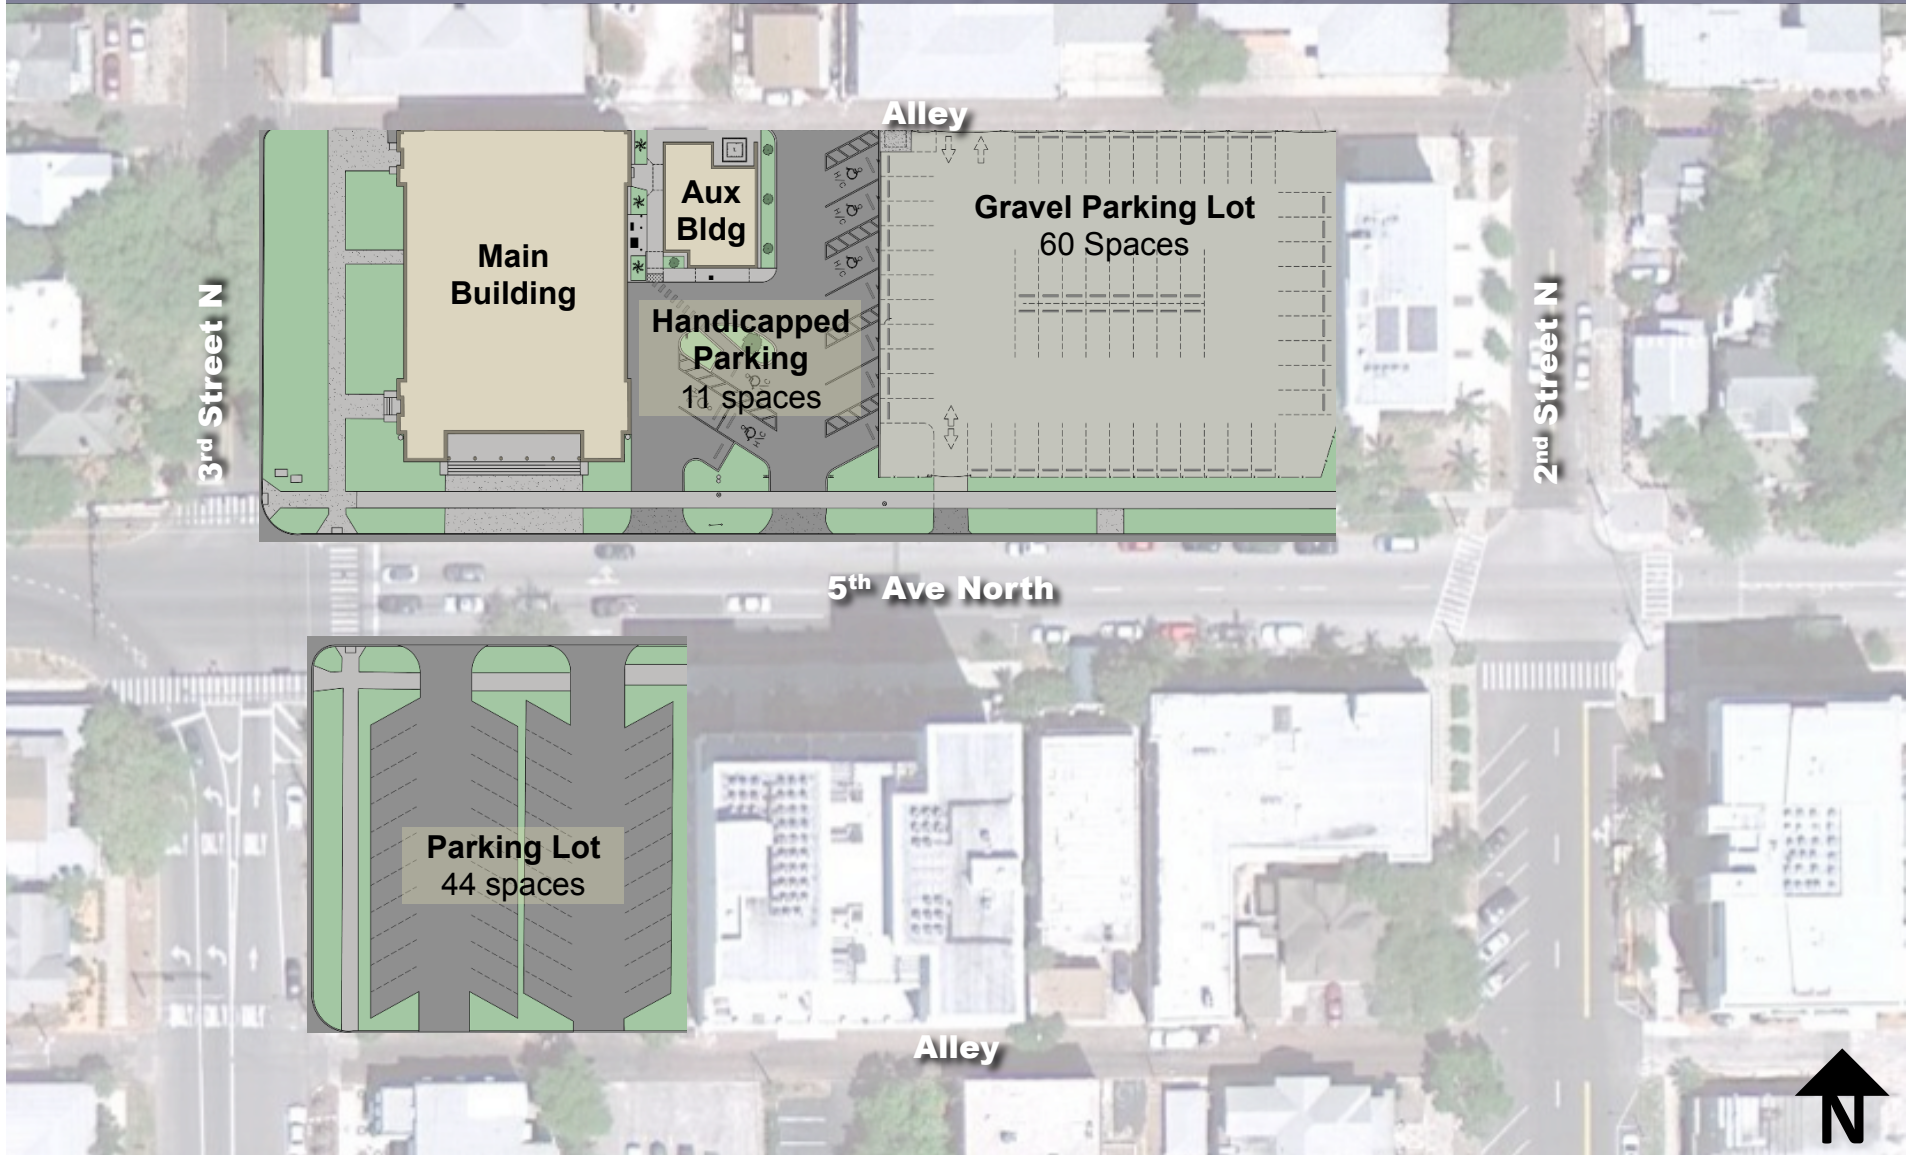 Alley
Main
Building
Aux
Bldg
Gravel Parking Lot
60 Spaces
Handicapped
Parking
11 spaces
3rd Street N
2nd Street N
H/C
H/C
H/C
H/C
5th Ave North
Parking Lot
44 spaces
Alley
N